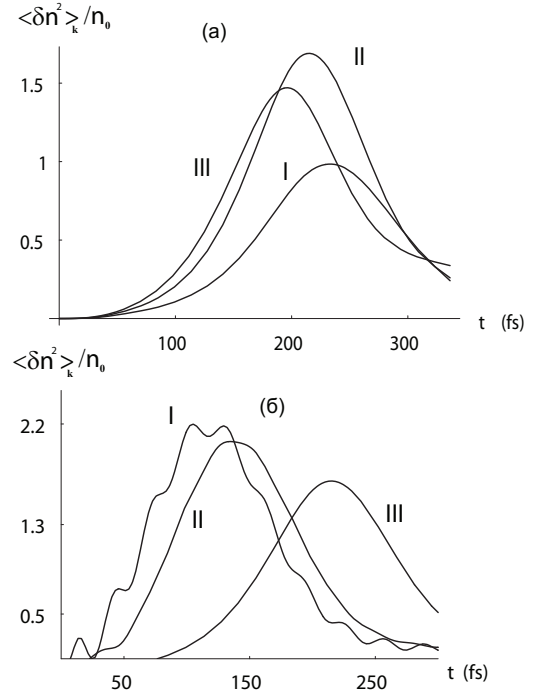 <δn²>ₖ/n₀
(а)
II
1.5
III
1
I
0.5
t (fs)
100 200 300
<δn²>ₖ/n₀
(б)
I
2.2
II
III
1.3
0.5
t (fs)
50 150 250